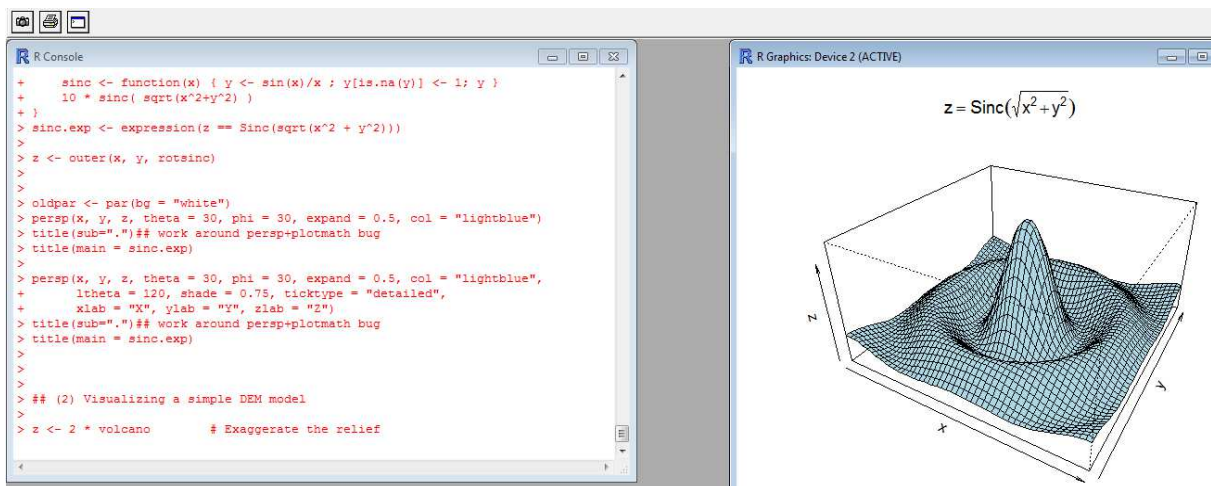 R Console
+     sinc <- function(x) { y <- sin(x)/x ; y[is.na(y)] <- 1; y }
+     10 * sinc( sqrt(x^2+y^2) )
+ }
> sinc.exp <- expression(z == Sinc(sqrt(x^2 + y^2)))
>
> z <- outer(x, y, rotsinc)
>
>
> oldpar <- par(bg = "white")
> persp(x, y, z, theta = 30, phi = 30, expand = 0.5, col = "lightblue")
> title(sub=".")## work around persp+plotmath bug
> title(main = sinc.exp)
>
> persp(x, y, z, theta = 30, phi = 30, expand = 0.5, col = "lightblue",
+       ltheta = 120, shade = 0.75, ticktype = "detailed",
+       xlab = "X", ylab = "Y", zlab = "Z")
> title(sub=".")## work around persp+plotmath bug
> title(main = sinc.exp)
>
>
>
> ## (2) Visualizing a simple DEM model
>
> z <- 2 * volcano        # Exaggerate the relief
R Graphics: Device 2 (ACTIVE)
z = Sinc(√x²+y²)
z
x
y